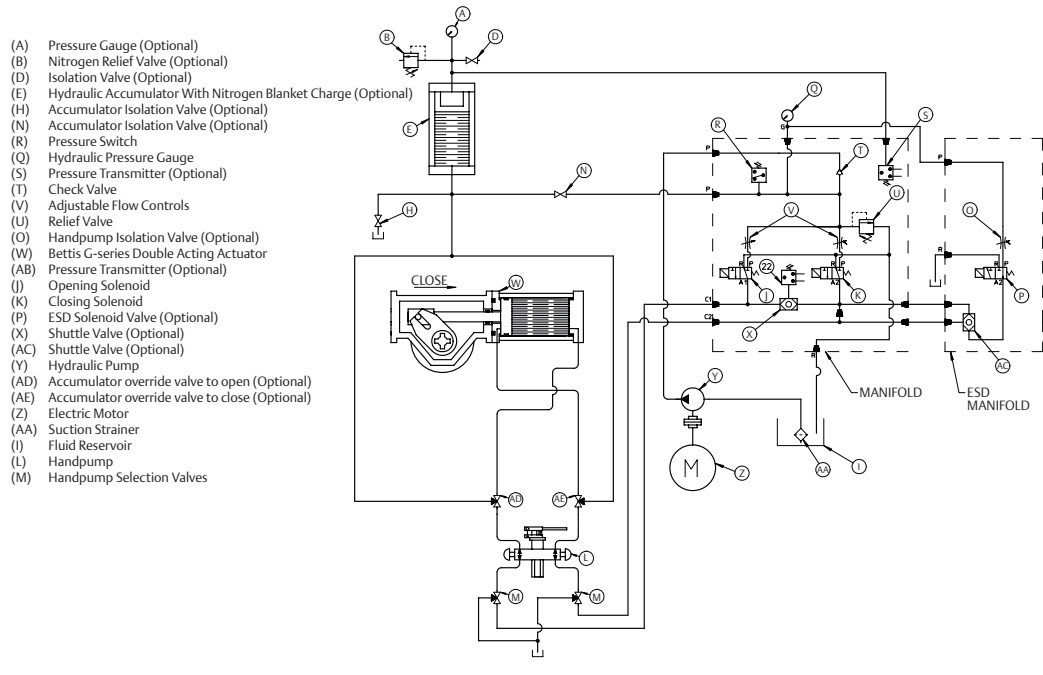 (A) Pressure Gauge (Optional)
(B) Nitrogen Relief Valve (Optional)
(D) Isolation Valve (Optional)
(E) Hydraulic Accumulator With Nitrogen Blanket Charge (Optional)
(H) Accumulator Isolation Valve (Optional)
(N) Accumulator Isolation Valve (Optional)
(R) Pressure Switch
(Q) Hydraulic Pressure Gauge
(S) Pressure Transmitter (Optional)
(T) Check Valve
(V) Adjustable Flow Controls
(U) Relief Valve
(O) Handpump Isolation Valve (Optional)
(W) Bettis G-series Double Acting Actuator
(AB) Pressure Transmitter (Optional)
(J) Opening Solenoid
(K) Closing Solenoid
(P) ESD Solenoid Valve (Optional)
(X) Shuttle Valve (Optional)
(AC) Shuttle Valve (Optional)
(Y) Hydraulic Pump
(AD) Accumulator override valve to open (Optional)
(AE) Accumulator override valve to close (Optional)
(Z) Electric Motor
(AA) Suction Strainer
(I) Fluid Reservoir
(L) Handpump
(M) Handpump Selection Valves
A
B
D
E
Q
G
R
S
P
T
P
N
P
H
V
U
O
CLOSE
W
22
R P
R P
R
R P
A1
J
A2
K
A2
P
C1
C2
X
R
AC
Y
MANIFOLD
ESD
MANIFOLD
M
Z
AA
I
AD
AE
L
M
M